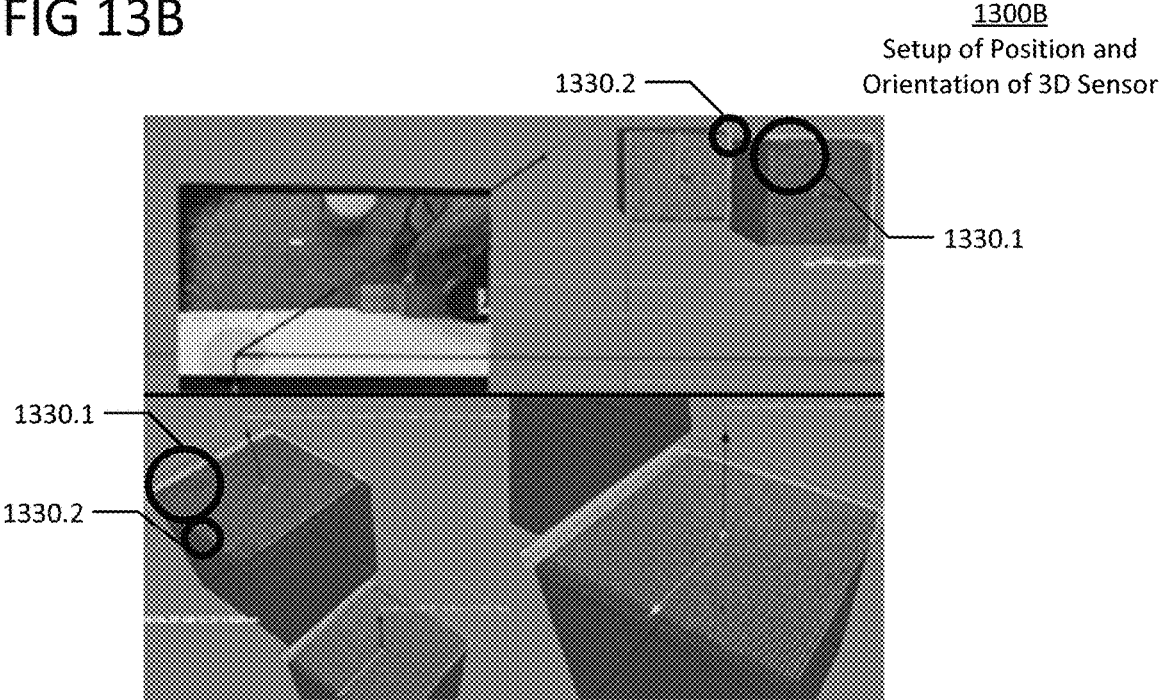 FIG 13B
1300B
Setup of Position and
Orientation of 3D Sensor
1330.2
1330.1
1330.1
1330.2